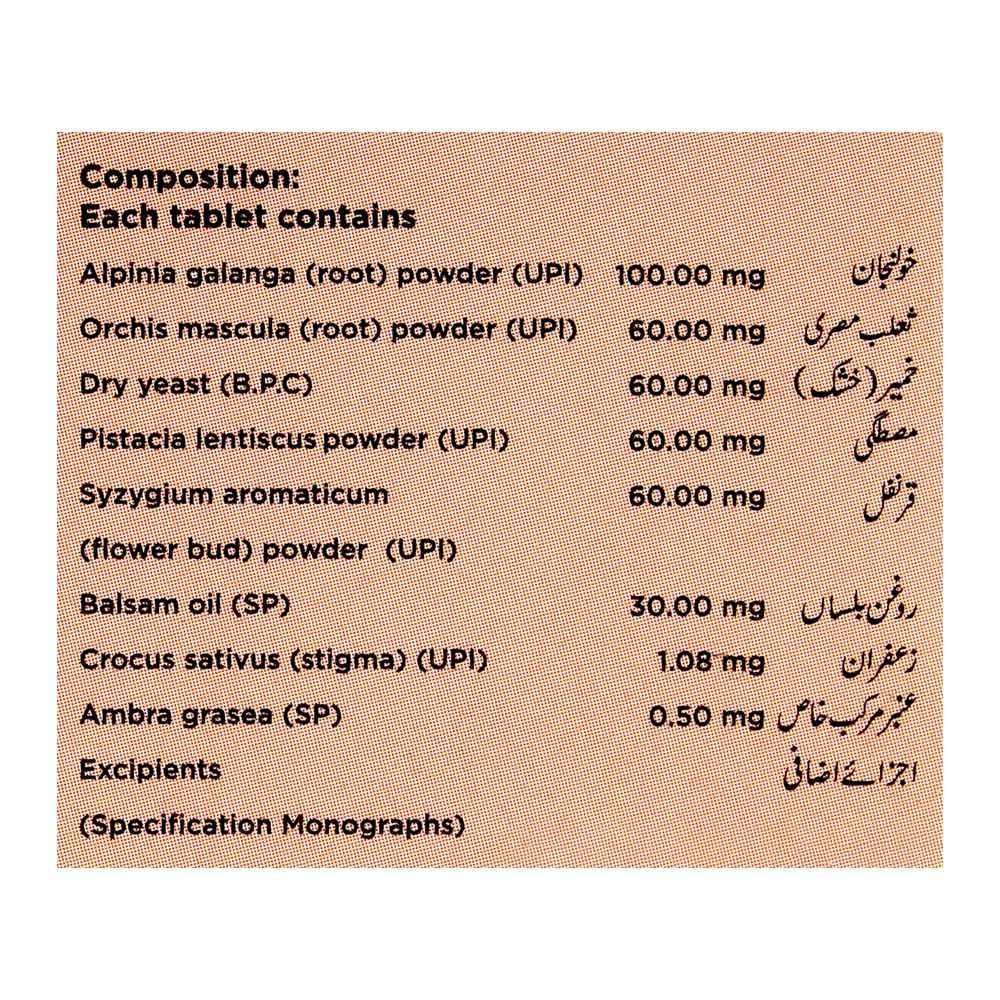 Composition:
Each tablet contains
Alpinia galanga (root) powder (UPI) 100.00 mg خولنجان
Orchis mascula (root) powder (UPI) 60.00 mg ثعلب مصری
Dry yeast (B.P.C) 60.00 mg خمیر (خشک)
Pistacia lentiscus powder (UPI) 60.00 mg مصطگی
Syzygium aromaticum 60.00 mg قرنفل
(flower bud) powder (UPI)
Balsam oil (SP) 30.00 mg روغن بلساں
Crocus sativus (stigma) (UPI) 1.08 mg زعفران
Ambra grasea (SP) 0.50 mg عنبر مرکب خاص
Excipients اجزائے اضافی
(Specification Monographs)